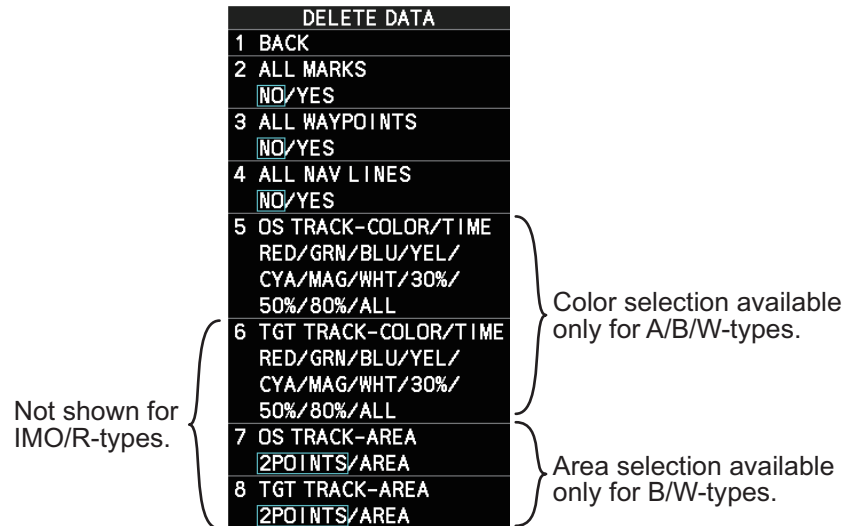 DELETE DATA
1 BACK
2 ALL MARKS
NO/YES
3 ALL WAYPOINTS
NO/YES
4 ALL NAV LINES
NO/YES
5 OS TRACK-COLOR/TIME
RED/GRN/BLU/YEL/
CYA/MAG/WHT/30%/
50%/80%/ALL
6 TGT TRACK-COLOR/TIME
RED/GRN/BLU/YEL/
CYA/MAG/WHT/30%/
50%/80%/ALL
7 OS TRACK-AREA
2POINTS/AREA
8 TGT TRACK-AREA
2POINTS/AREA
Color selection available
only for A/B/W-types.
Not shown for
IMO/R-types.
Area selection available
only for B/W-types.